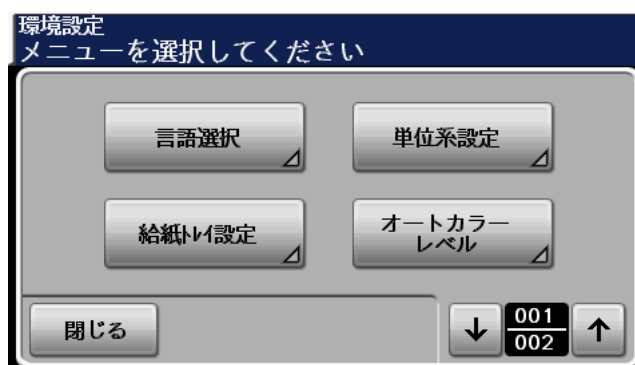 環境設定
メニューを選択してください
言語選択
単位系設定
給紙トレイ設定
オートカラー
レベル
閉じる
↓
001
002
↑